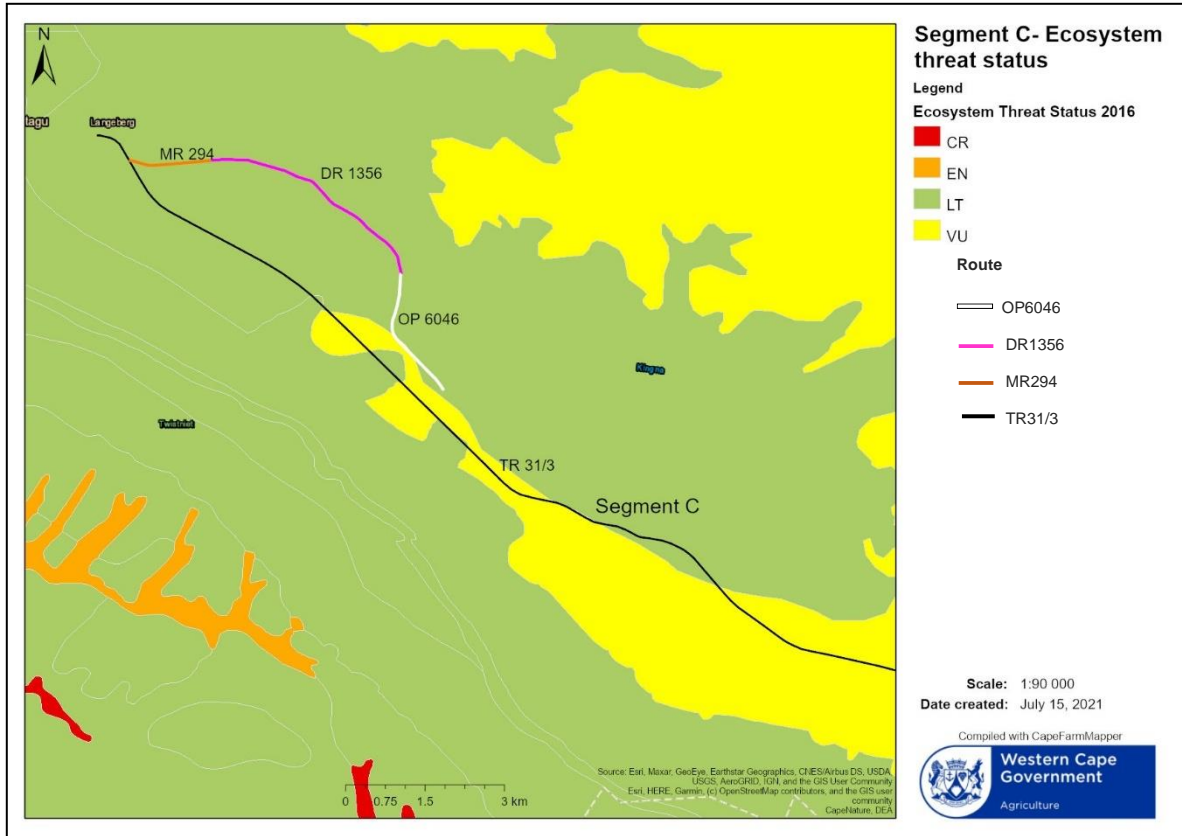 N
tagu
Langeberg
MR 294
DR 1356
OP 6046
Kingna
TR 31/3
Segment C
0 0.75 1.5 3 km
Source: Esri, Maxar, GeoEye, Earthstar Geographics, CNES/Airbus DS, USDA,
USGS, AeroGRID, IGN, and the GIS User Community
Esri, HERE, Garmin, (c) OpenStreetMap contributors, and the GIS user
community
CapeNature, DEA
Segment C- Ecosystem
threat status
Legend
Ecosystem Threat Status 2016
CR
EN
LT
VU
Route
OP6046
DR1356
MR294
TR31/3
Scale: 1:90 000
Date created: July 15, 2021
Compiled with CapeFarmMapper
Western Cape
Government
Agriculture